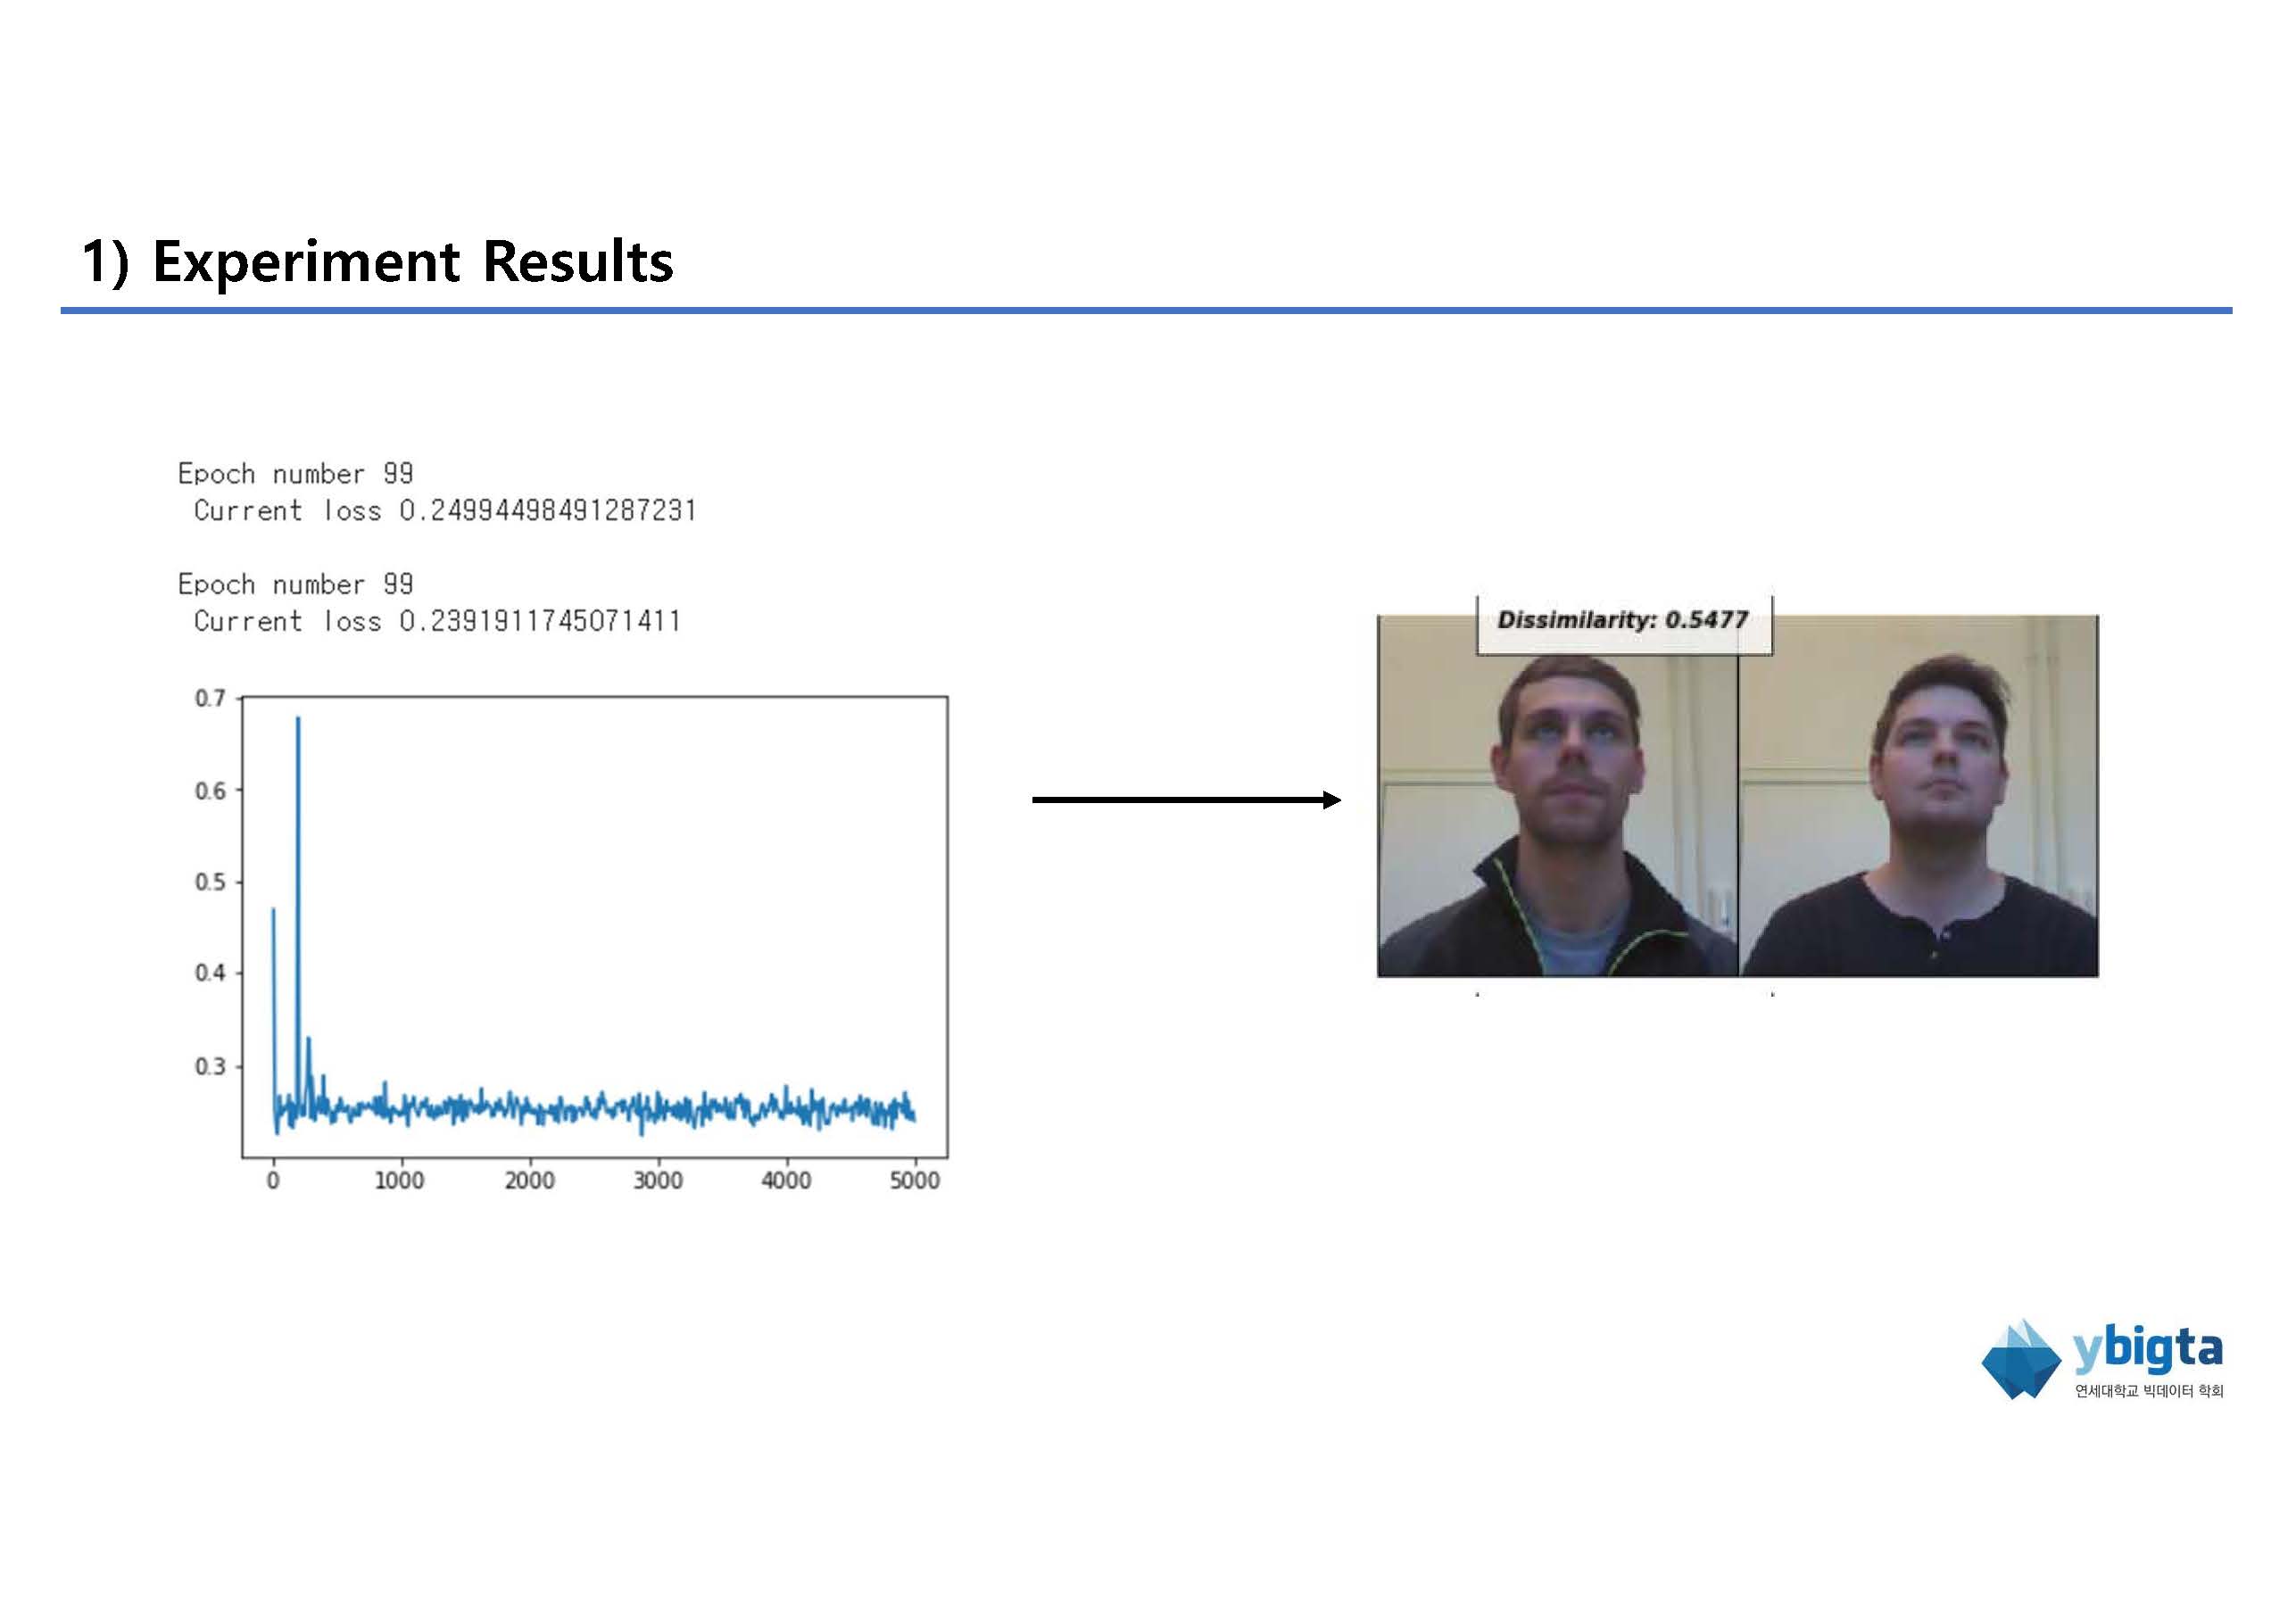 1) Experiment Results
Epoch number 99
Current loss 0.24994498491287231
Epoch number 99
Current loss 0.2391911745071411
0.7
0.6
0.5
0.4
0.3
0
1000
2000
3000
4000
5000
Dissimilarity: 0.5477
ybigta
연세대학교 빅데이터 학회